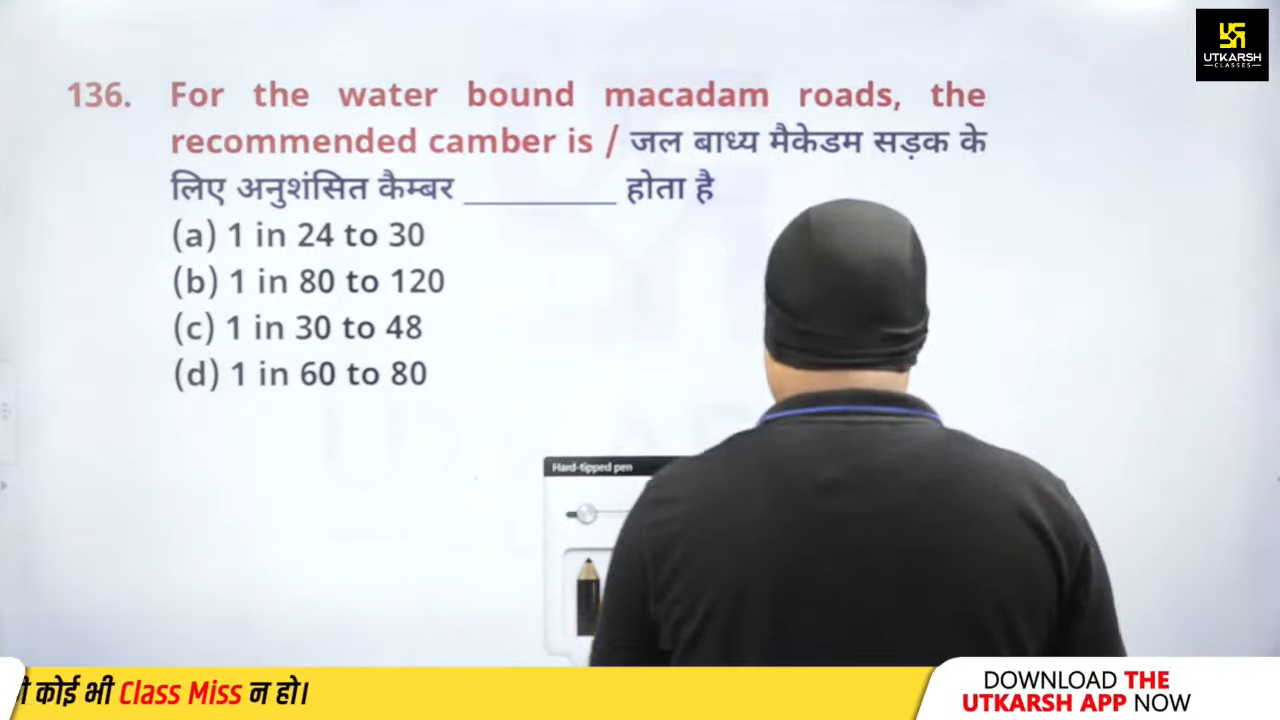 UTKARSH
CLASSES
136. For the water bound macadam roads, the
recommended camber is / जल बाध्य मैकेडम सड़क के
लिए अनुशंसित कैम्बर _________ होता है
(a) 1 in 24 to 30
(b) 1 in 80 to 120
(c) 1 in 30 to 48
(d) 1 in 60 to 80
Hard-tipped pen
कोई भी Class Miss न हो।
DOWNLOAD THE
UTKARSH APP NOW